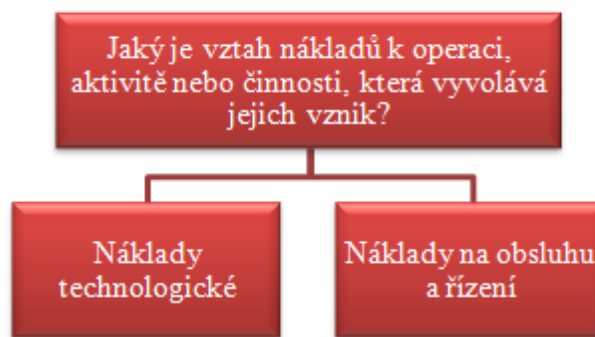 Jaký je vztah nákladů k operaci,
aktivitě nebo činnosti, která vyvolává
jejich vznik?
Náklady
technologické
Náklady na obsluhu
a řízení